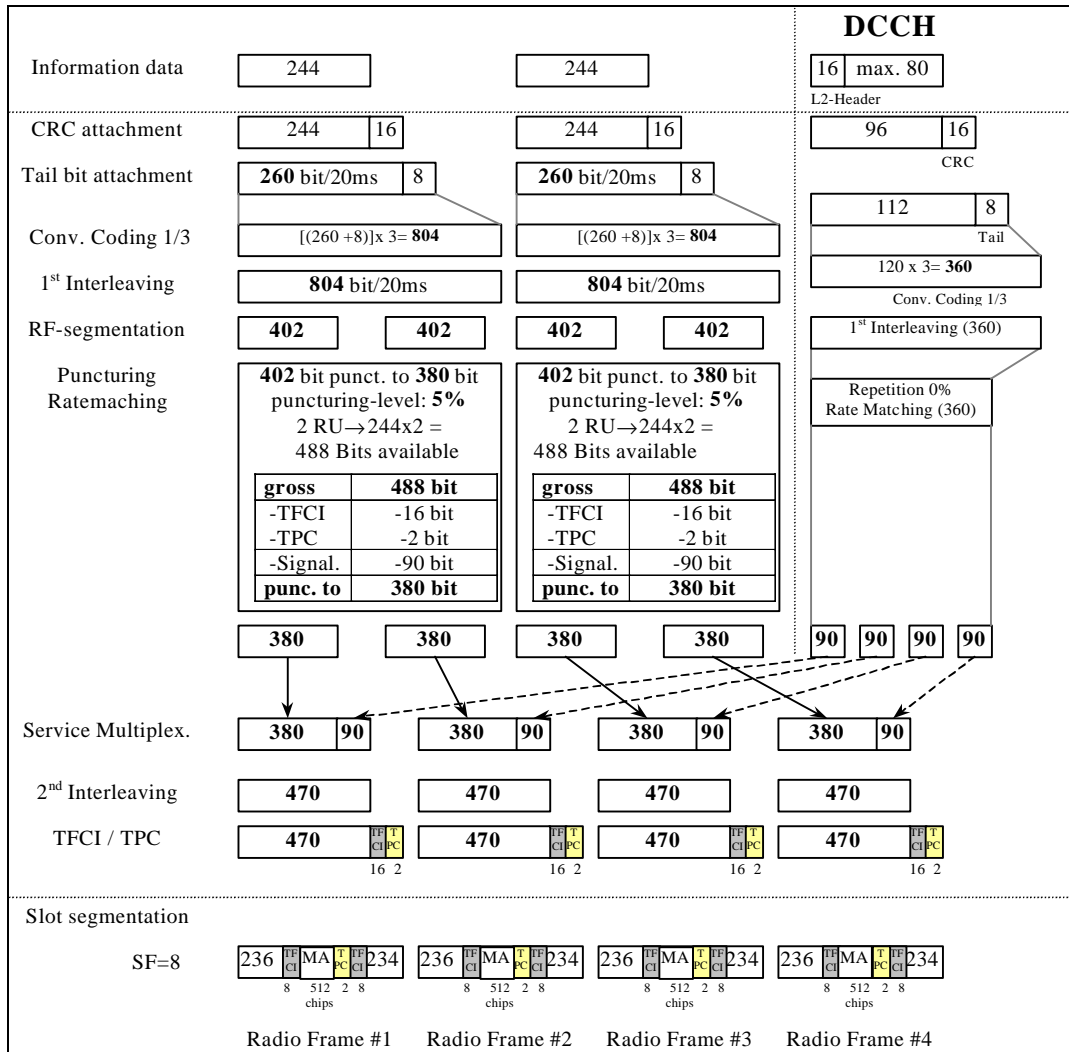 DCCH
Information data
244
244
16 max. 80
L2-Header
CRC attachment
244 16
244 16
96 16
CRC
Tail bit attachment
260 bit/20ms 8
260 bit/20ms 8
112 8
Tail
Conv. Coding 1/3
[(260 +8)]x 3= 804
[(260 +8)]x 3= 804
120 x 3= 360
Conv. Coding 1/3
1st Interleaving
804 bit/20ms
804 bit/20ms
1st Interleaving (360)
RF-segmentation
402 402 402 402
Puncturing
Ratemaching
402 bit punct. to 380 bit
puncturing-level: 5%
2 RU→244x2 =
488 Bits available
gross 488 bit
-TFCI -16 bit
-TPC -2 bit
-Signal. -90 bit
punc. to 380 bit
402 bit punct. to 380 bit
puncturing-level: 5%
2 RU→244x2 =
488 Bits available
gross 488 bit
-TFCI -16 bit
-TPC -2 bit
-Signal. -90 bit
punc. to 380 bit
Repetition 0%
Rate Matching (360)
380 380 380 380 90 90 90 90
Service Multiplex.
380 90 380 90 380 90 380 90
2nd Interleaving
470 470 470 470
TFCI / TPC
470 TF CI T PC
16 2
470 TF CI T PC
16 2
470 TF CI T PC
16 2
470 TF CI T PC
16 2
Slot segmentation
SF=8
236 TF CI MA T PC TF CI 234
8 512 2 8
chips
236 TF CI MA T PC TF CI 234
8 512 2 8
chips
236 TF CI MA T PC TF CI 234
8 512 2 8
chips
236 TF CI MA T PC TF CI 234
8 512 2 8
chips
Radio Frame #1 Radio Frame #2 Radio Frame #3 Radio Frame #4